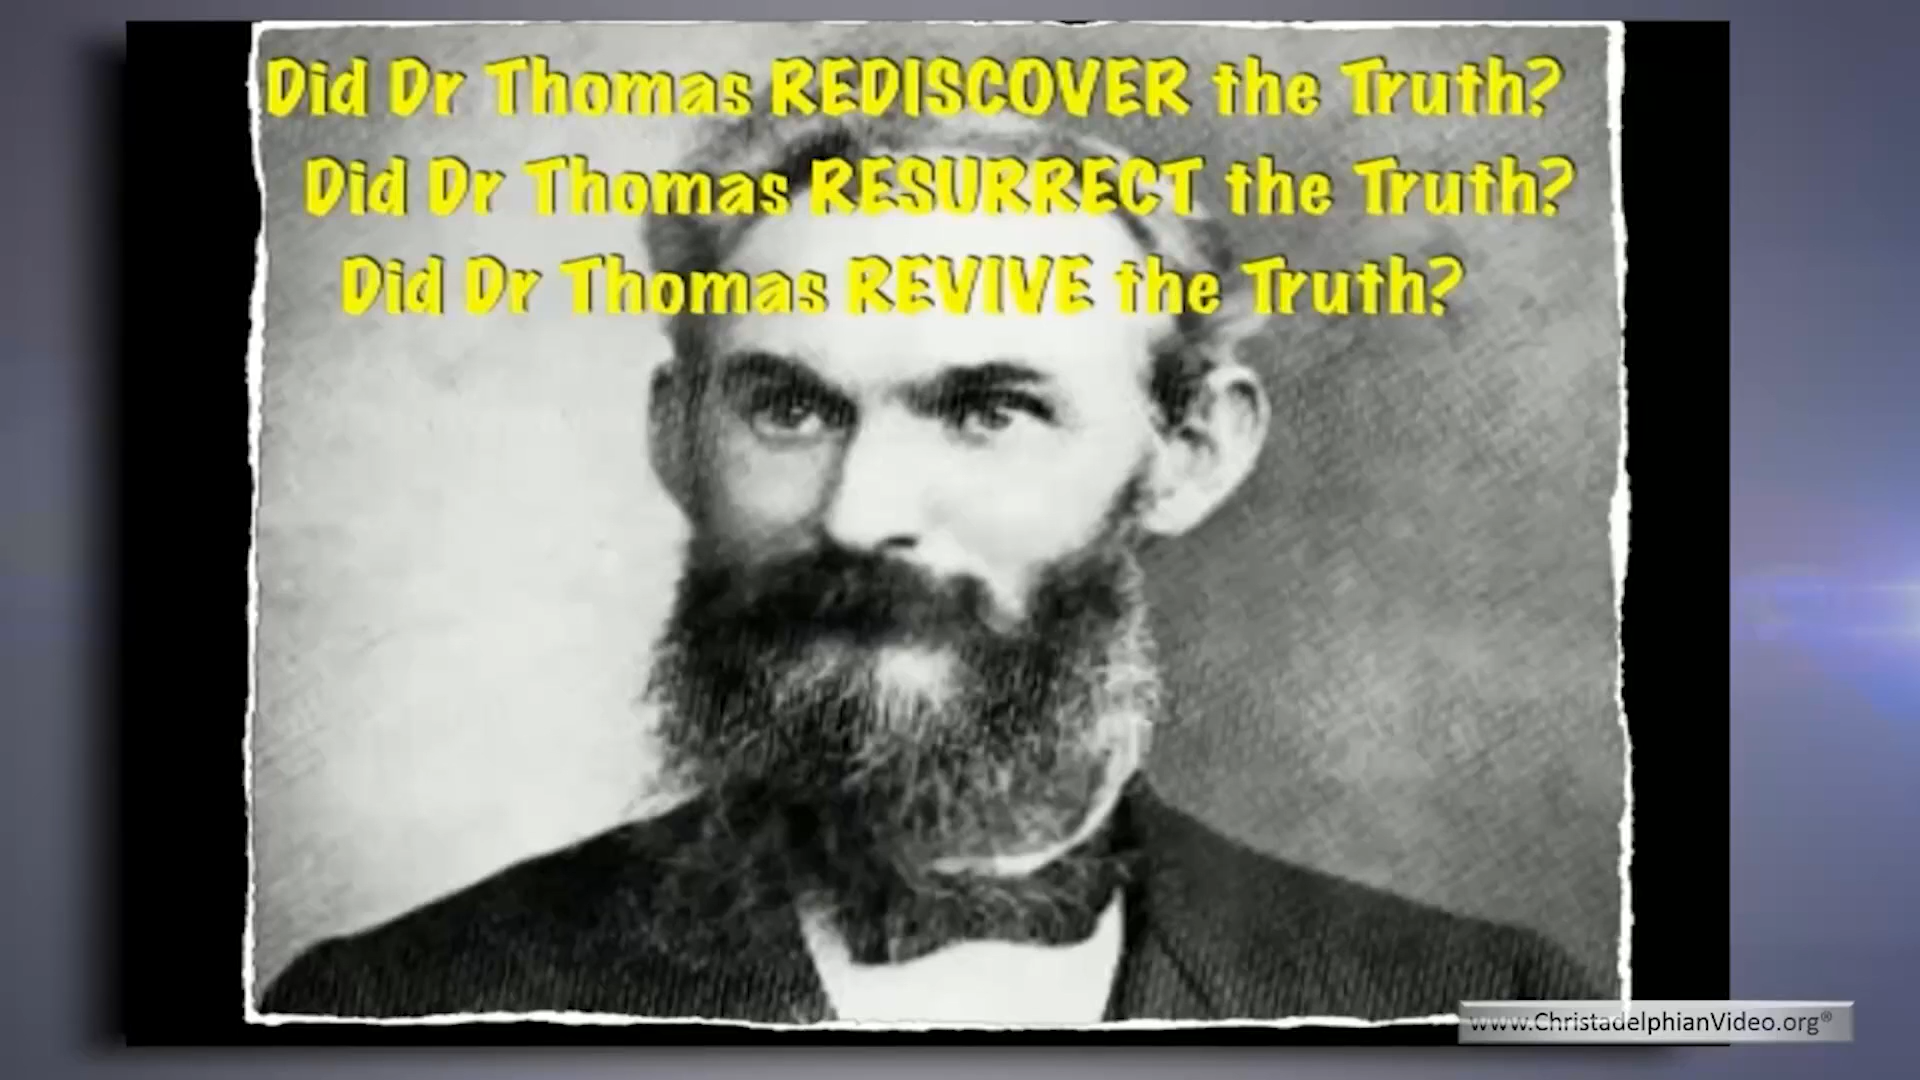 Did Dr Thomas REDISCOVER the Truth?
Did Dr Thomas RESURRECT the Truth?
Did Dr Thomas REVIVE the Truth?
www.ChristadelphianVideo.org®